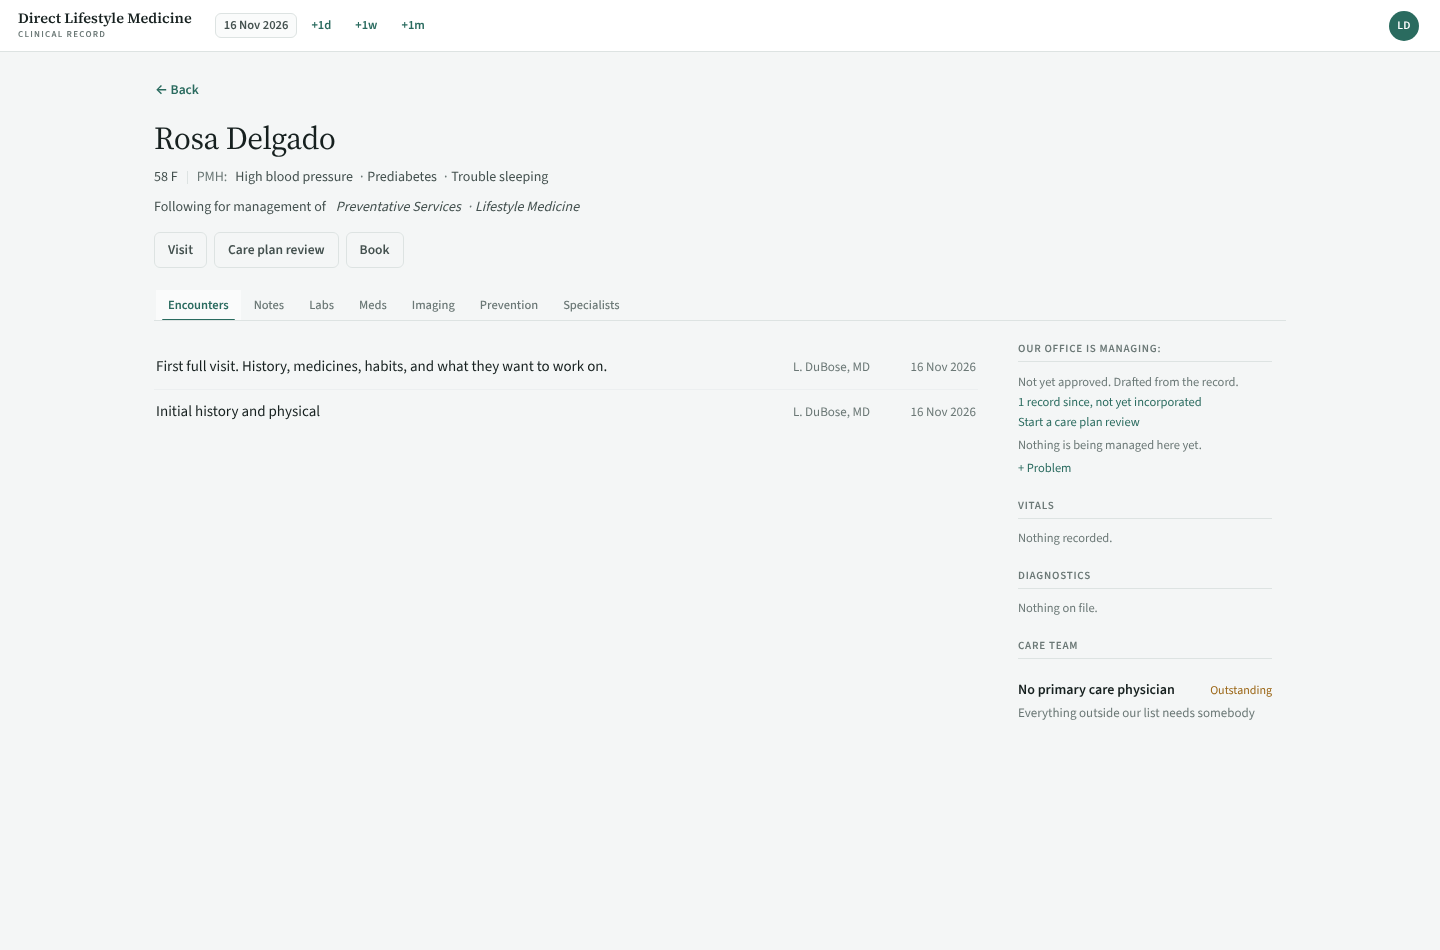 Direct Lifestyle Medicine
CLINICAL RECORD
16 Nov 2026 +1d +1w +1m
LD
← Back
Rosa Delgado
58 F PMH: High blood pressure · Prediabetes · Trouble sleeping
Following for management of Preventative Services · Lifestyle Medicine
Visit Care plan review Book
Encounters Notes Labs Meds Imaging Prevention Specialists
First full visit. History, medicines, habits, and what they want to work on. L. DuBose, MD 16 Nov 2026
Initial history and physical L. DuBose, MD 16 Nov 2026
OUR OFFICE IS MANAGING:
Not yet approved. Drafted from the record.
1 record since, not yet incorporated
Start a care plan review
Nothing is being managed here yet.
+ Problem
VITALS
Nothing recorded.
DIAGNOSTICS
Nothing on file.
CARE TEAM
No primary care physician Outstanding
Everything outside our list needs somebody